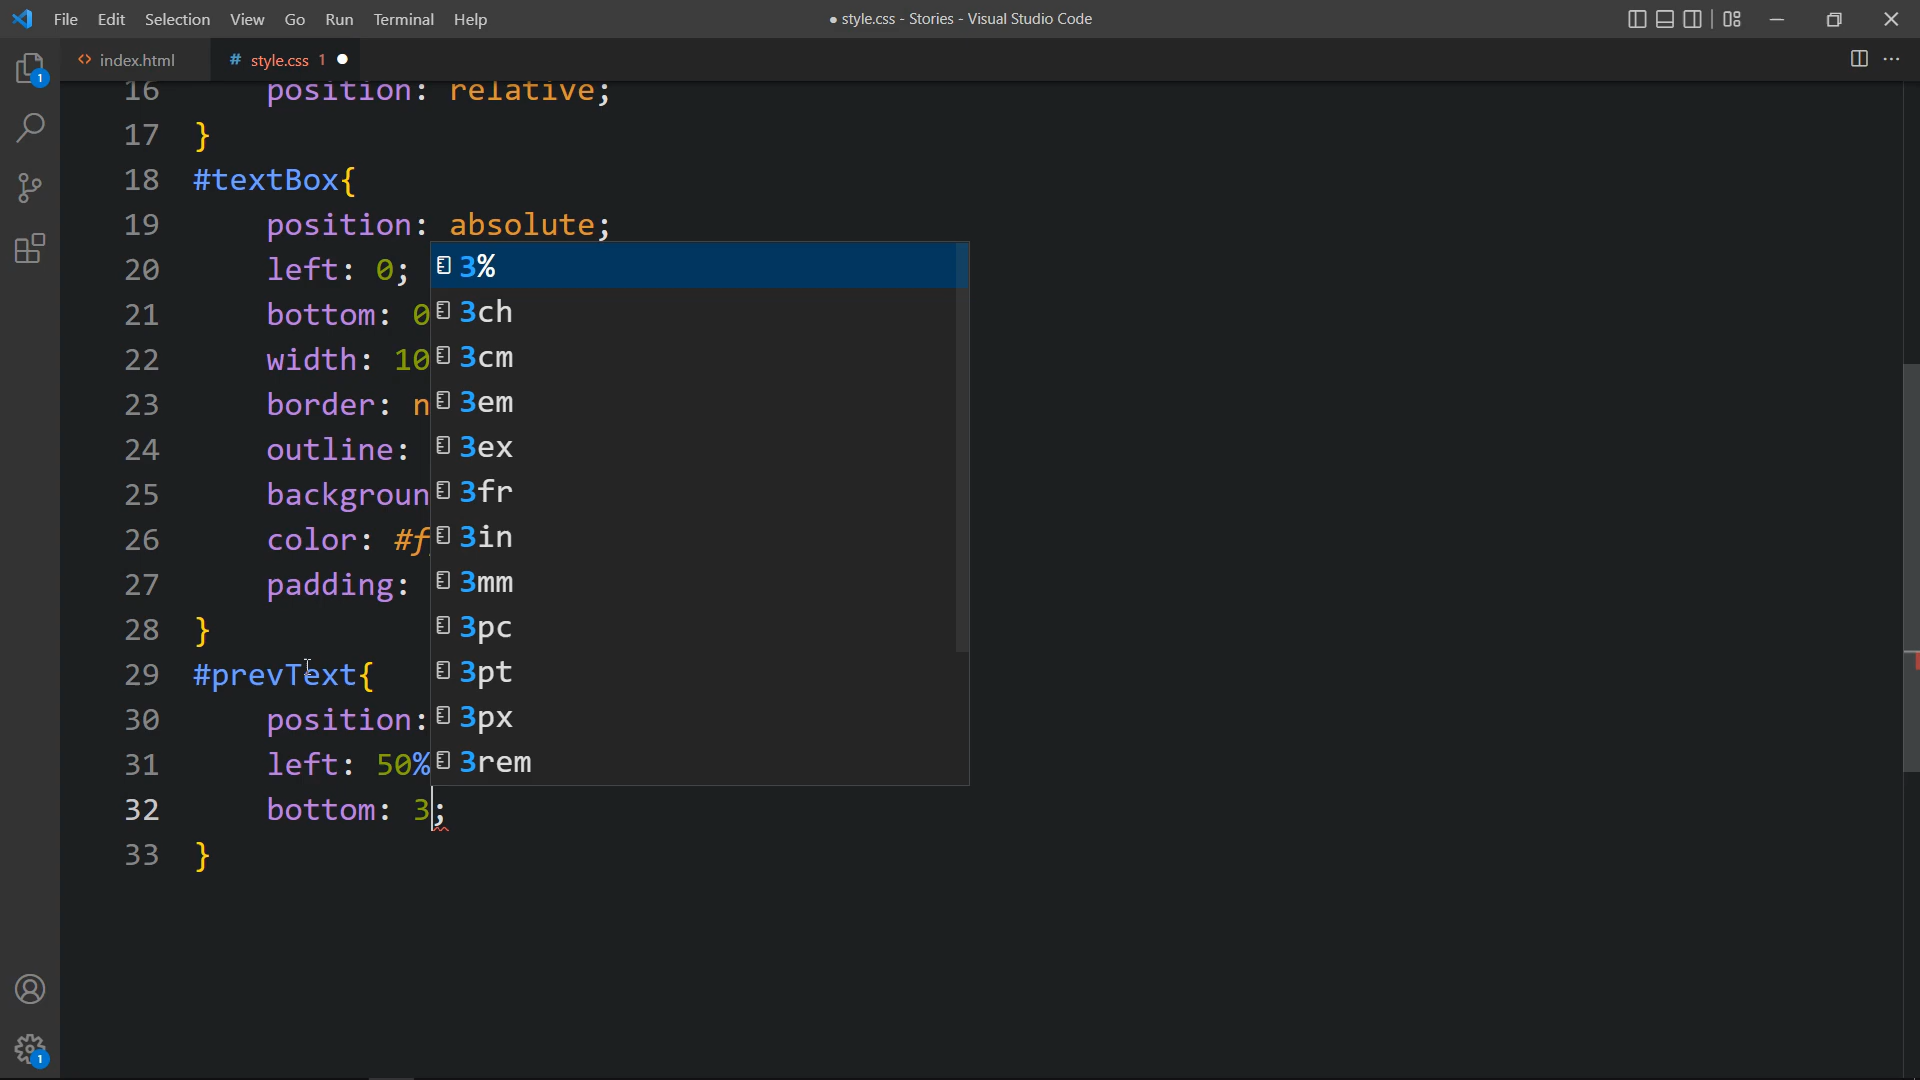 File Edit Selection View Go Run Terminal Help
● style.css - Stories - Visual Studio Code
index.html
# style.css 1
16 position: relative;
17 }
18 #textBox{
19 position: absolute;
20 left: 0;
21 bottom: 0
22 width: 10
23 border: n
24 outline:
25 backgroun
26 color: #f
27 padding:
28 }
29 #prevText{
30 position:
31 left: 50%
32 bottom: 3;
33 }
3%
3ch
3cm
3em
3ex
3fr
3in
3mm
3pc
3pt
3px
3rem
1
1